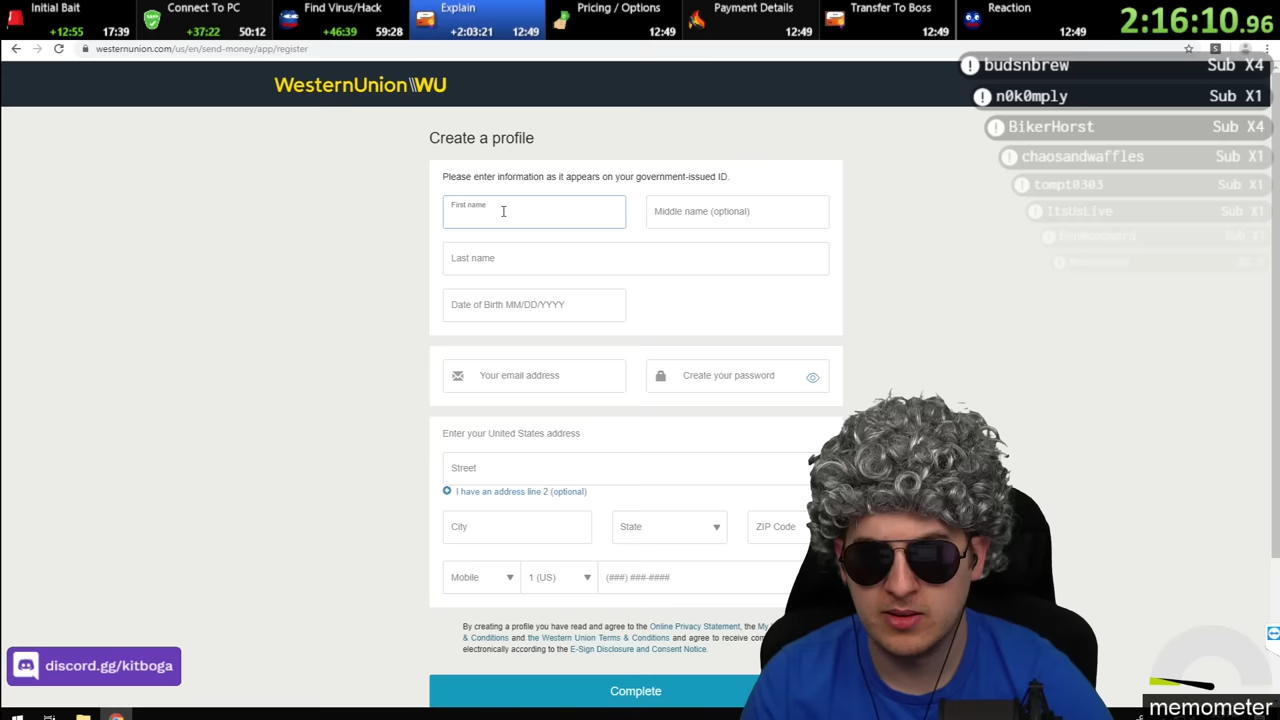 Initial Bait
+12:55 17:39
Connect To PC
+37:22 50:12
Find Virus/Hack
+46:39 59:28
Explain
+2:03:21 12:49
Pricing / Options
12:49
Payment Details
12:49
Transfer To Boss
12:49
Reaction
12:49
2:16:10.96
westernunion.com/us/en/send-money/app/register
budsnbrew Sub X4
n0k0mply Sub X1
BikerHorst Sub X4
chaosandwaffles Sub X1
tompt0303 Sub X1
ItsUsLive Sub X1
WesternUnion\\WU
Create a profile
Please enter information as it appears on your government-issued ID.
First name
Middle name (optional)
Last name
Date of Birth MM/DD/YYYY
Your email address
Create your password
Enter your United States address
Street
I have an address line 2 (optional)
City
State
ZIP Code
Mobile
1 (US)
(###) ###-####
By creating a profile you have read and agree to the Online Privacy Statement, the My
& Conditions and the Western Union Terms & Conditions and agree to receive
electronically according to the E-Sign Disclosure and Consent Notice.
Complete
discord.gg/kitboga
memometer